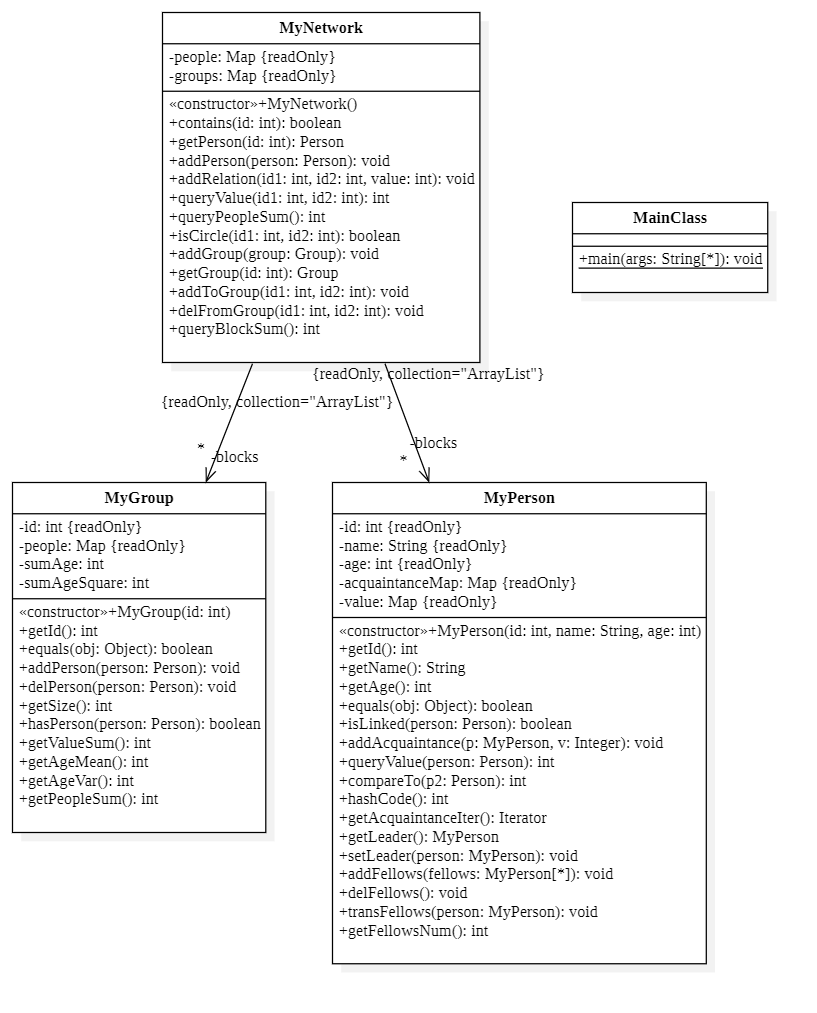 MyNetwork
-people: Map {readOnly}
-groups: Map {readOnly}
«constructor»+MyNetwork()
+contains(id: int): boolean
+getPerson(id: int): Person
+addPerson(person: Person): void
+addRelation(id1: int, id2: int, value: int): void
+queryValue(id1: int, id2: int): int
+queryPeopleSum(): int
+isCircle(id1: int, id2: int): boolean
+addGroup(group: Group): void
+getGroup(id: int): Group
+addToGroup(id1: int, id2: int): void
+delFromGroup(id1: int, id2: int): void
+queryBlockSum(): int
MainClass
+main(args: String[*]): void
{readOnly, collection="ArrayList"}
{readOnly, collection="ArrayList"}
*
-blocks
-blocks
*
MyGroup
-id: int {readOnly}
-people: Map {readOnly}
-sumAge: int
-sumAgeSquare: int
«constructor»+MyGroup(id: int)
+getId(): int
+equals(obj: Object): boolean
+addPerson(person: Person): void
+delPerson(person: Person): void
+getSize(): int
+hasPerson(person: Person): boolean
+getValueSum(): int
+getAgeMean(): int
+getAgeVar(): int
+getPeopleSum(): int
MyPerson
-id: int {readOnly}
-name: String {readOnly}
-age: int {readOnly}
-acquaintanceMap: Map {readOnly}
-value: Map {readOnly}
«constructor»+MyPerson(id: int, name: String, age: int)
+getId(): int
+getName(): String
+getAge(): int
+equals(obj: Object): boolean
+isLinked(person: Person): boolean
+addAcquaintance(p: MyPerson, v: Integer): void
+queryValue(person: Person): int
+compareTo(p2: Person): int
+hashCode(): int
+getAcquaintanceIter(): Iterator
+getLeader(): MyPerson
+setLeader(person: MyPerson): void
+addFellows(fellows: MyPerson[*]): void
+delFellows(): void
+transFellows(person: MyPerson): void
+getFellowsNum(): int